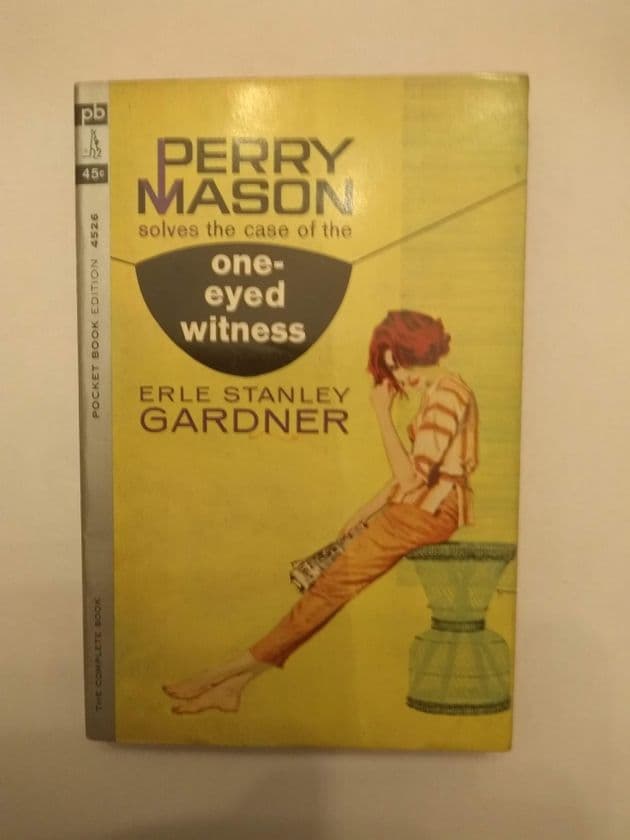 pb
45¢
POCKET BOOK EDITION 4526
THE COMPLETE BOOK
PERRY
MASON
solves the case of the
one-
eyed
witness
ERLE STANLEY
GARDNER